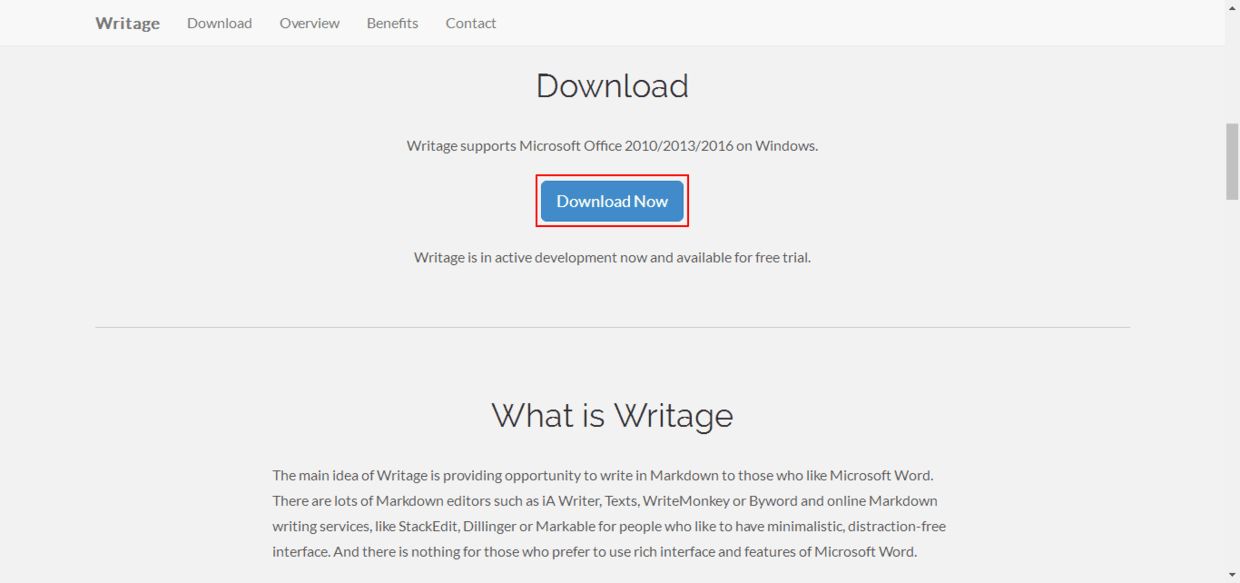 Writage Download Overview Benefits Contact
Download
Writage supports Microsoft Office 2010/2013/2016 on Windows.
Download Now
Writage is in active development now and available for free trial.
What is Writage
The main idea of Writage is providing opportunity to write in Markdown to those who like Microsoft Word.
There are lots of Markdown editors such as iA Writer, Texts, WriteMonkey or Byword and online Markdown
writing services, like StackEdit, Dillinger or Markable for people who like to have minimalistic, distraction-free
interface. And there is nothing for those who prefer to use rich interface and features of Microsoft Word.